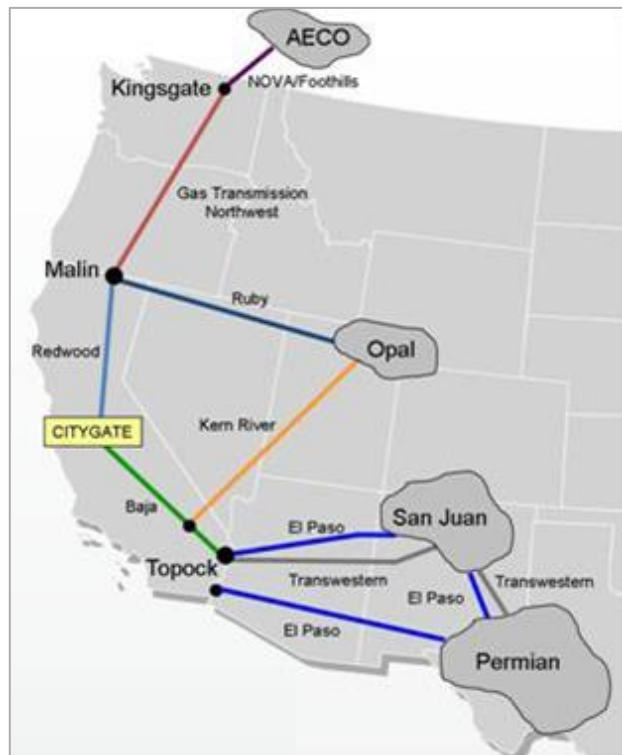 AECO
NOVA/Foothills
Kingsgate
Gas Transmission
Northwest
Malin
Ruby
Redwood
Opal
CITYGATE
Kern River
Baja
San Juan
El Paso
Topock
Transwestern
Transwestern
El Paso
El Paso
Permian